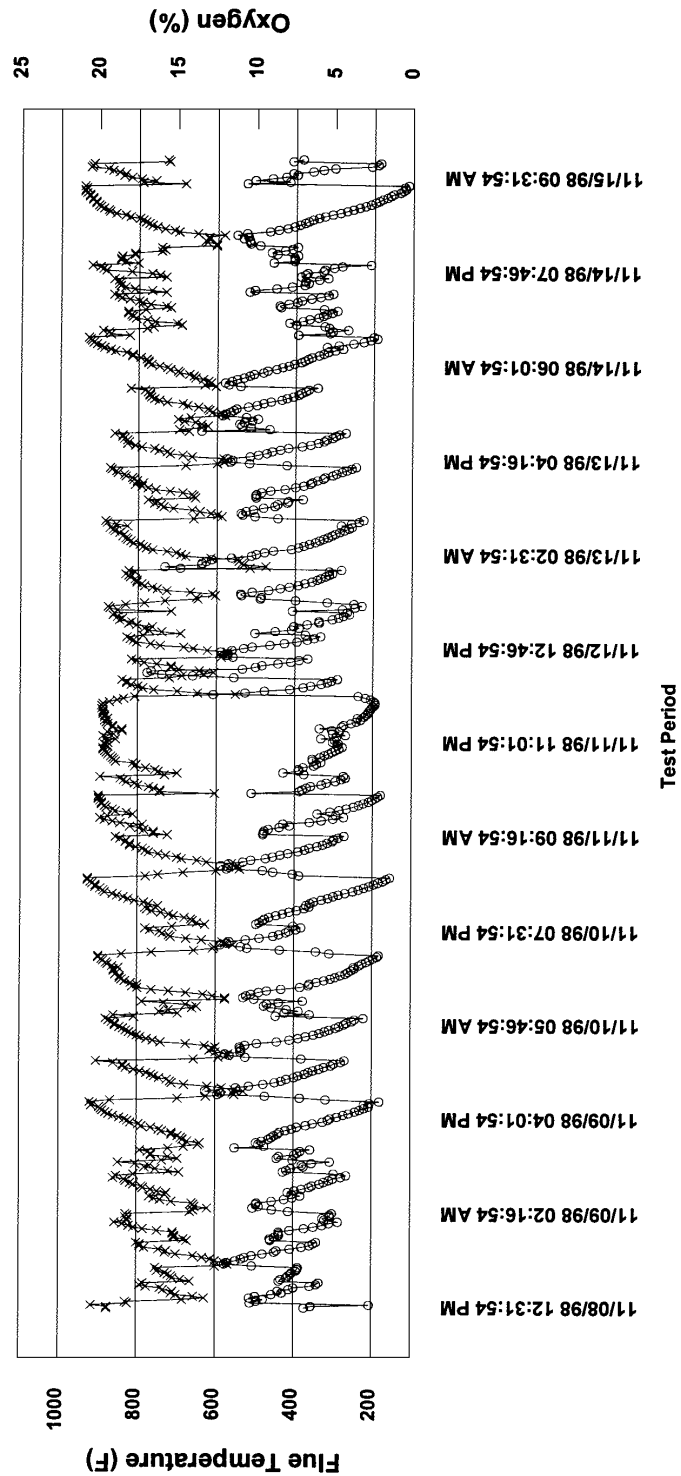 Flue Temperature (F)
1000
800
600
400
200
Oxygen (%)
25
20
15
10
5
0
11/08/98 12:31:54 PM
11/09/98 02:16:54 AM
11/09/98 04:01:54 PM
11/10/98 05:46:54 AM
11/10/98 07:31:54 PM
11/11/98 09:16:54 AM
11/11/98 11:01:54 PM
11/12/98 12:46:54 PM
11/13/98 02:31:54 AM
11/13/98 04:16:54 PM
11/14/98 06:01:54 AM
11/14/98 07:46:54 PM
11/15/98 09:31:54 AM
Test Period